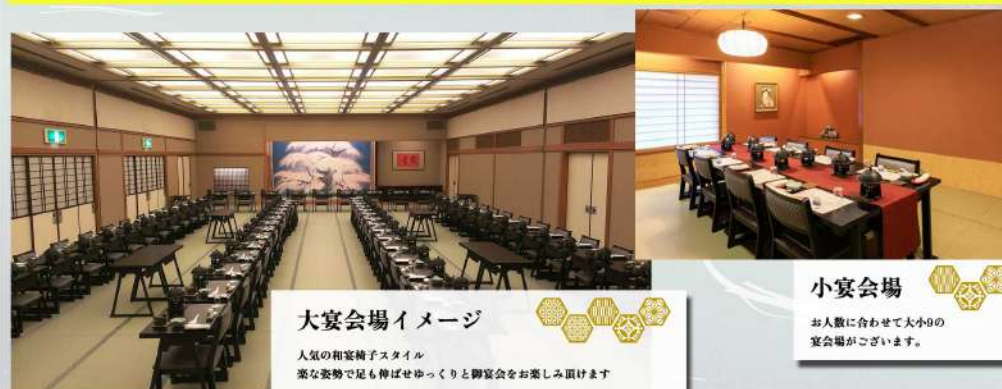 大宴会場イメージ
人気の和宴椅子スタイル
楽な姿勢で足も伸ばせゆっくりと御宴会をお楽しみ頂けます
小宴会場
お人数に合わせて大小9の
宴会場がございます。